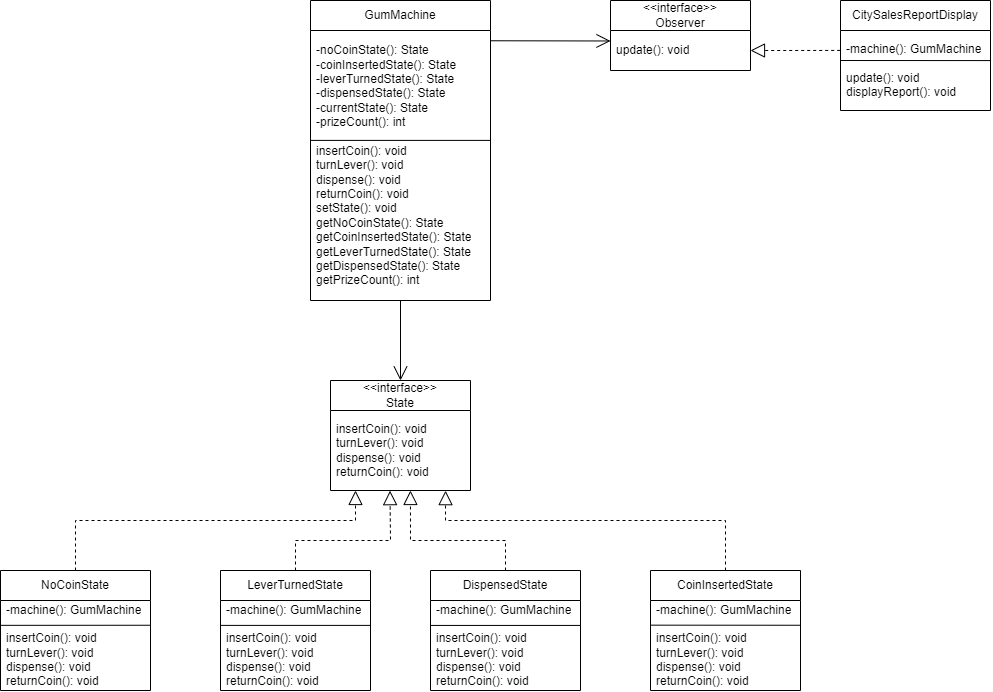 GumMachine
-noCoinState(): State
-coinInsertedState(): State
-leverTurnedState(): State
-dispensedState(): State
-currentState(): State
-prizeCount(): int
insertCoin(): void
turnLever(): void
dispense(): void
returnCoin(): void
setState(): void
getNoCoinState(): State
getCoinInsertedState(): State
getLeverTurnedState(): State
getDispensedState(): State
getPrizeCount(): int
<<interface>>
Observer
update(): void
CitySalesReportDisplay
-machine(): GumMachine
update(): void
displayReport(): void
<<interface>>
State
insertCoin(): void
turnLever(): void
dispense(): void
returnCoin(): void
NoCoinState
-machine(): GumMachine
insertCoin(): void
turnLever(): void
dispense(): void
returnCoin(): void
LeverTurnedState
-machine(): GumMachine
insertCoin(): void
turnLever(): void
dispense(): void
returnCoin(): void
DispensedState
-machine(): GumMachine
insertCoin(): void
turnLever(): void
dispense(): void
returnCoin(): void
CoinInsertedState
-machine(): GumMachine
insertCoin(): void
turnLever(): void
dispense(): void
returnCoin(): void